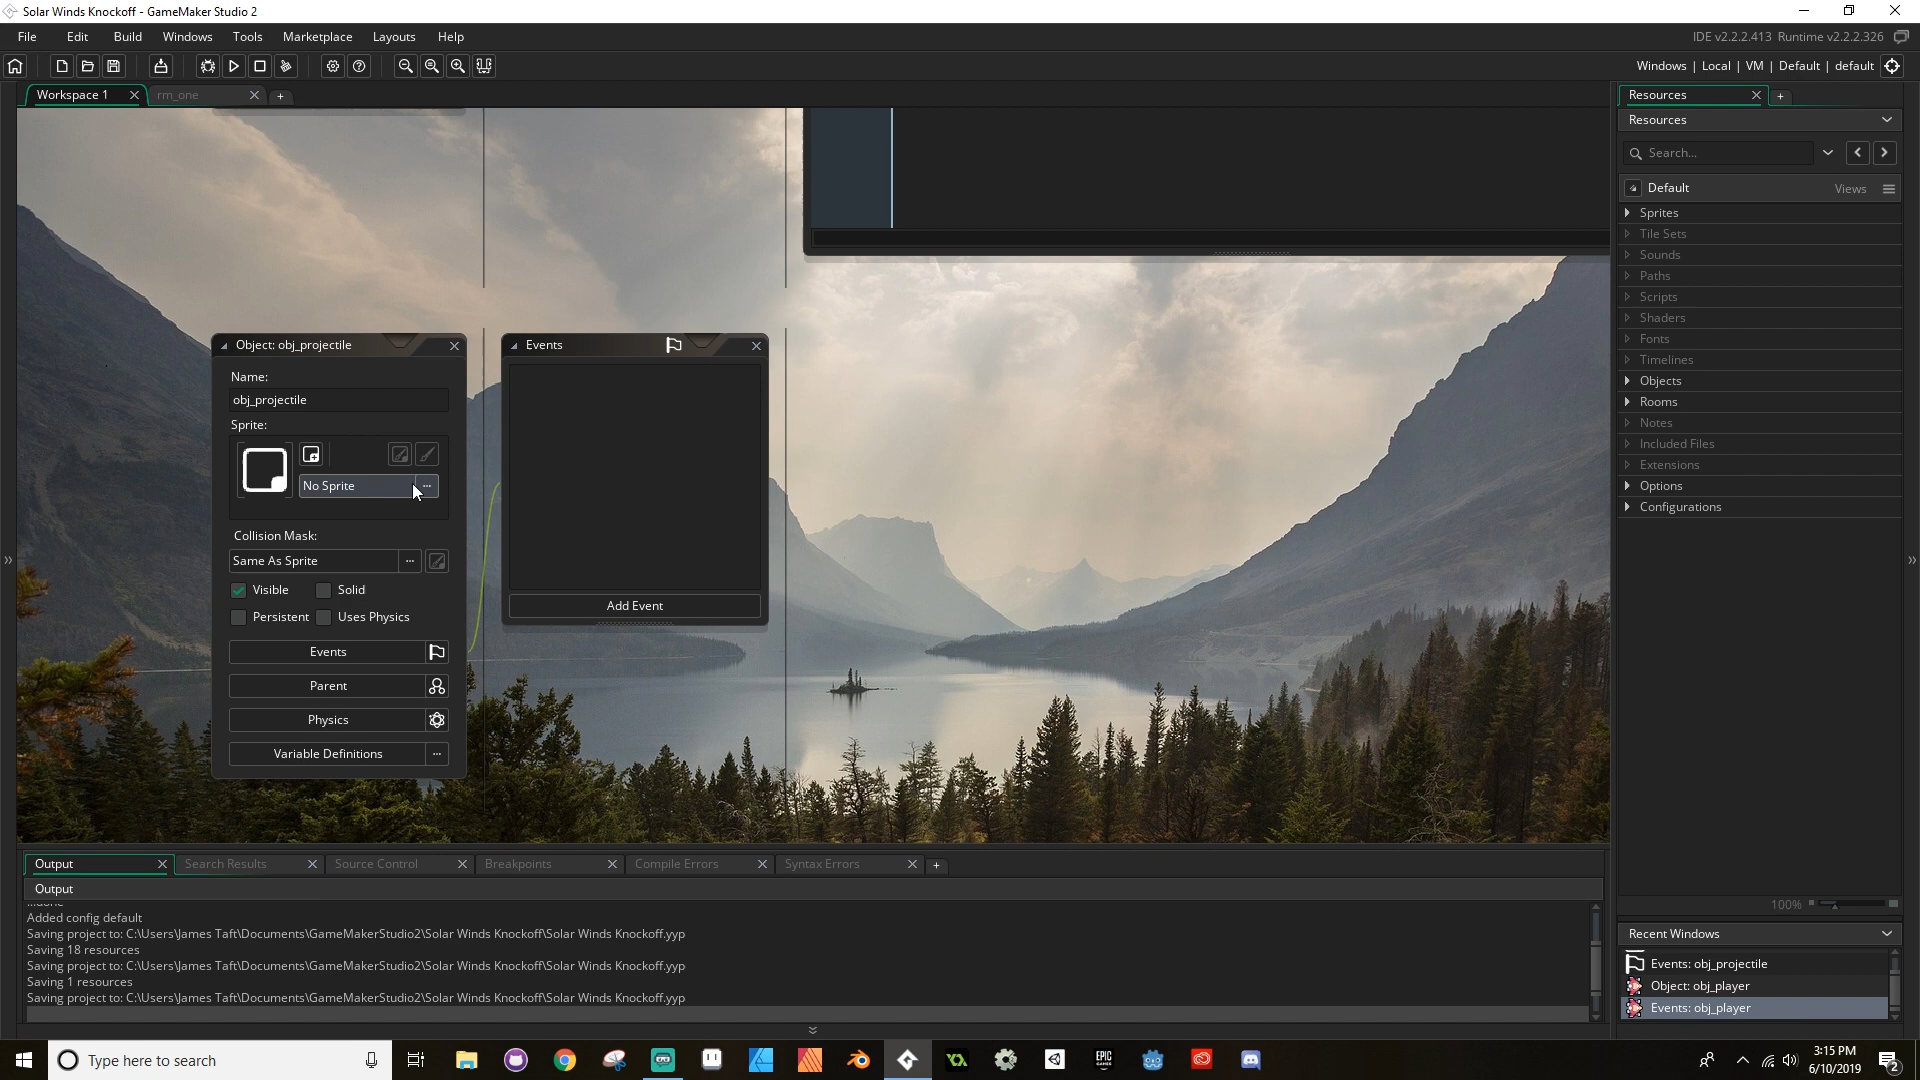 Solar Winds Knockoff - GameMaker Studio 2
File Edit Build Windows Tools Marketplace Layouts Help
IDE v2.2.2.413 Runtime v2.2.2.326
Windows | Local | VM | Default | default
Workspace 1
rm_one
Resources
Resources
Search...
Default
Views
Sprites
Tile Sets
Sounds
Paths
Scripts
Shaders
Fonts
Timelines
Objects
Rooms
Notes
Included Files
Extensions
Options
Configurations
Object: obj_projectile
Name:
obj_projectile
Sprite:
No Sprite
Collision Mask:
Same As Sprite
Visible
Solid
Persistent
Uses Physics
Events
Parent
Physics
Variable Definitions
Events
Add Event
100%
Recent Windows
Events: obj_projectile
Object: obj_player
Events: obj_player
Output
Search Results
Source Control
Breakpoints
Compile Errors
Syntax Errors
Output
...done
Added config default
Saving project to: C:\Users\James Taft\Documents\GameMakerStudio2\Solar Winds Knockoff\Solar Winds Knockoff.yyp
Saving 18 resources
Saving project to: C:\Users\James Taft\Documents\GameMakerStudio2\Solar Winds Knockoff\Solar Winds Knockoff.yyp
Saving 1 resources
Saving project to: C:\Users\James Taft\Documents\GameMakerStudio2\Solar Winds Knockoff\Solar Winds Knockoff.yyp
Type here to search
EPIC
GAMES
3:15 PM
6/10/2019
2